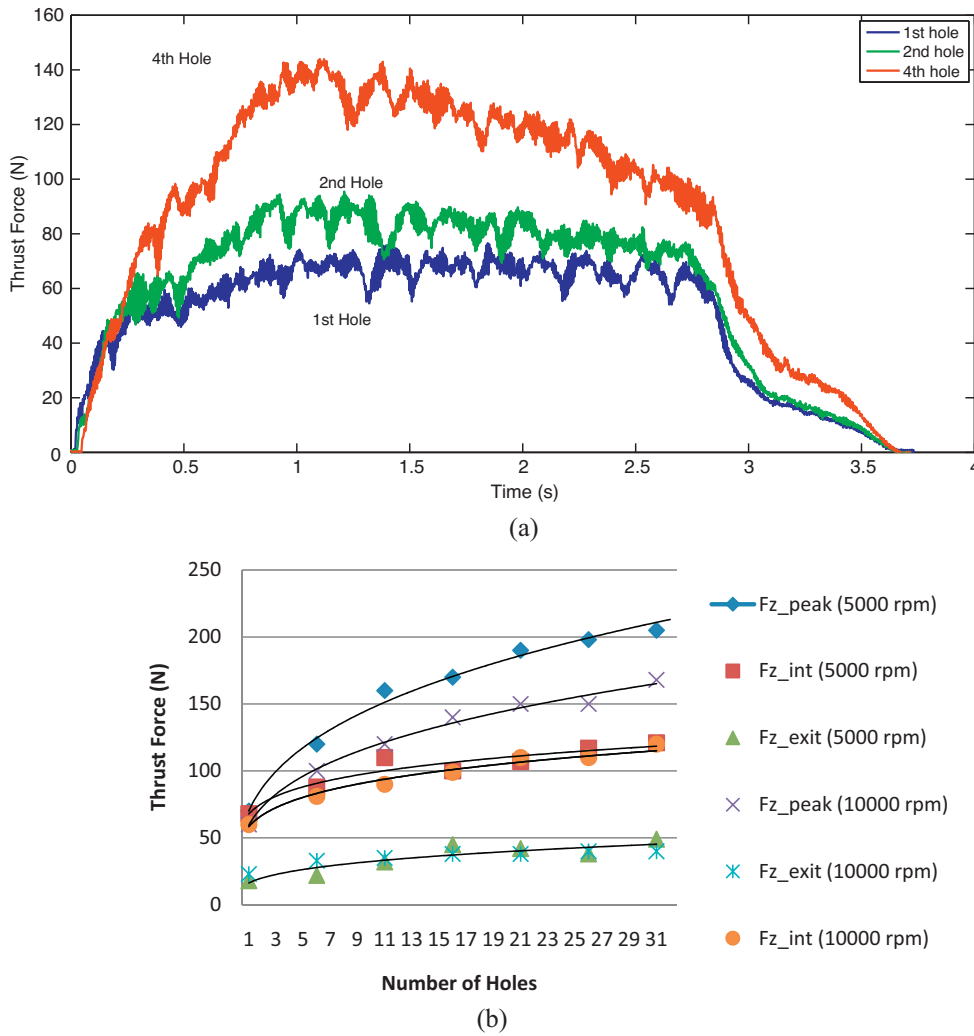 160
140
120
100
80
60
40
20
0
Thrust Force (N)
4th Hole
2nd Hole
1st Hole
1st hole
2nd hole
4th hole
0 0.5 1 1.5 2 2.5 3 3.5 4
Time (s)
(a)
250
200
150
100
50
0
Thrust Force (N)
1 3 5 7 9 11 13 15 17 19 21 23 25 27 29 31
Number of Holes
Fz_peak (5000 rpm)
Fz_int (5000 rpm)
Fz_exit (5000 rpm)
Fz_peak (10000 rpm)
Fz_exit (10000 rpm)
Fz_int (10000 rpm)
(b)